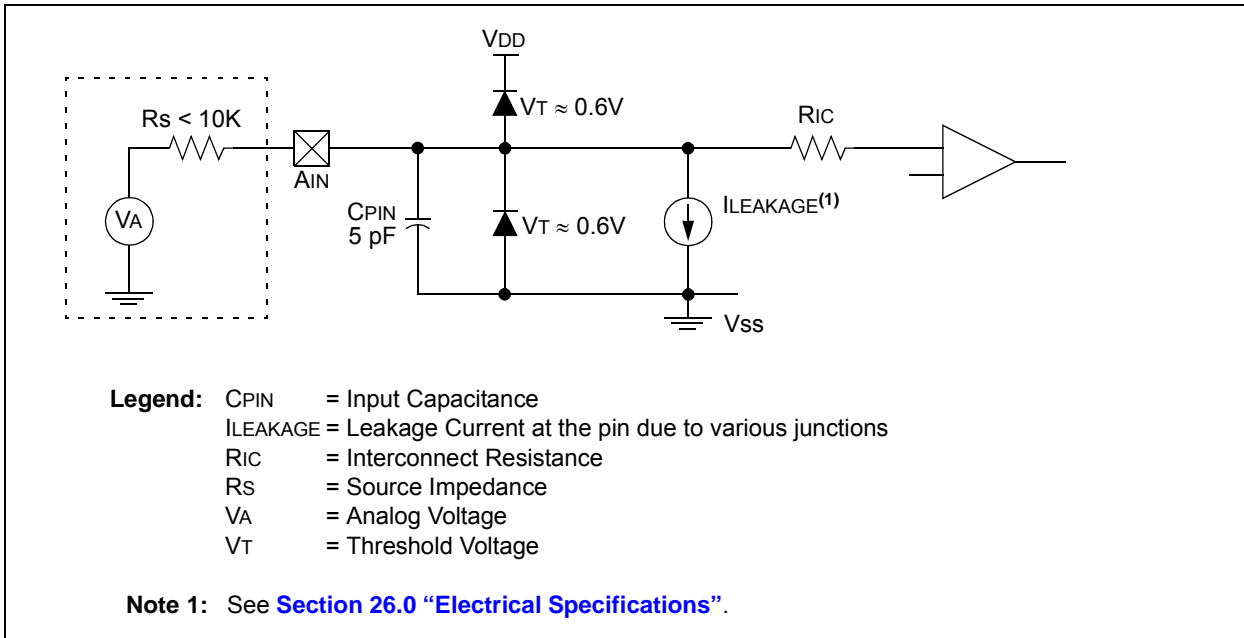 VDD
VT ≈ 0.6V
RS < 10K
RIC
AIN
CPIN
5 pF
VA
VT ≈ 0.6V
ILEAKAGE(1)
Vss
Legend: CPIN = Input Capacitance
ILEAKAGE = Leakage Current at the pin due to various junctions
RIC = Interconnect Resistance
RS = Source Impedance
VA = Analog Voltage
VT = Threshold Voltage
Note 1: See Section 26.0 “Electrical Specifications”.